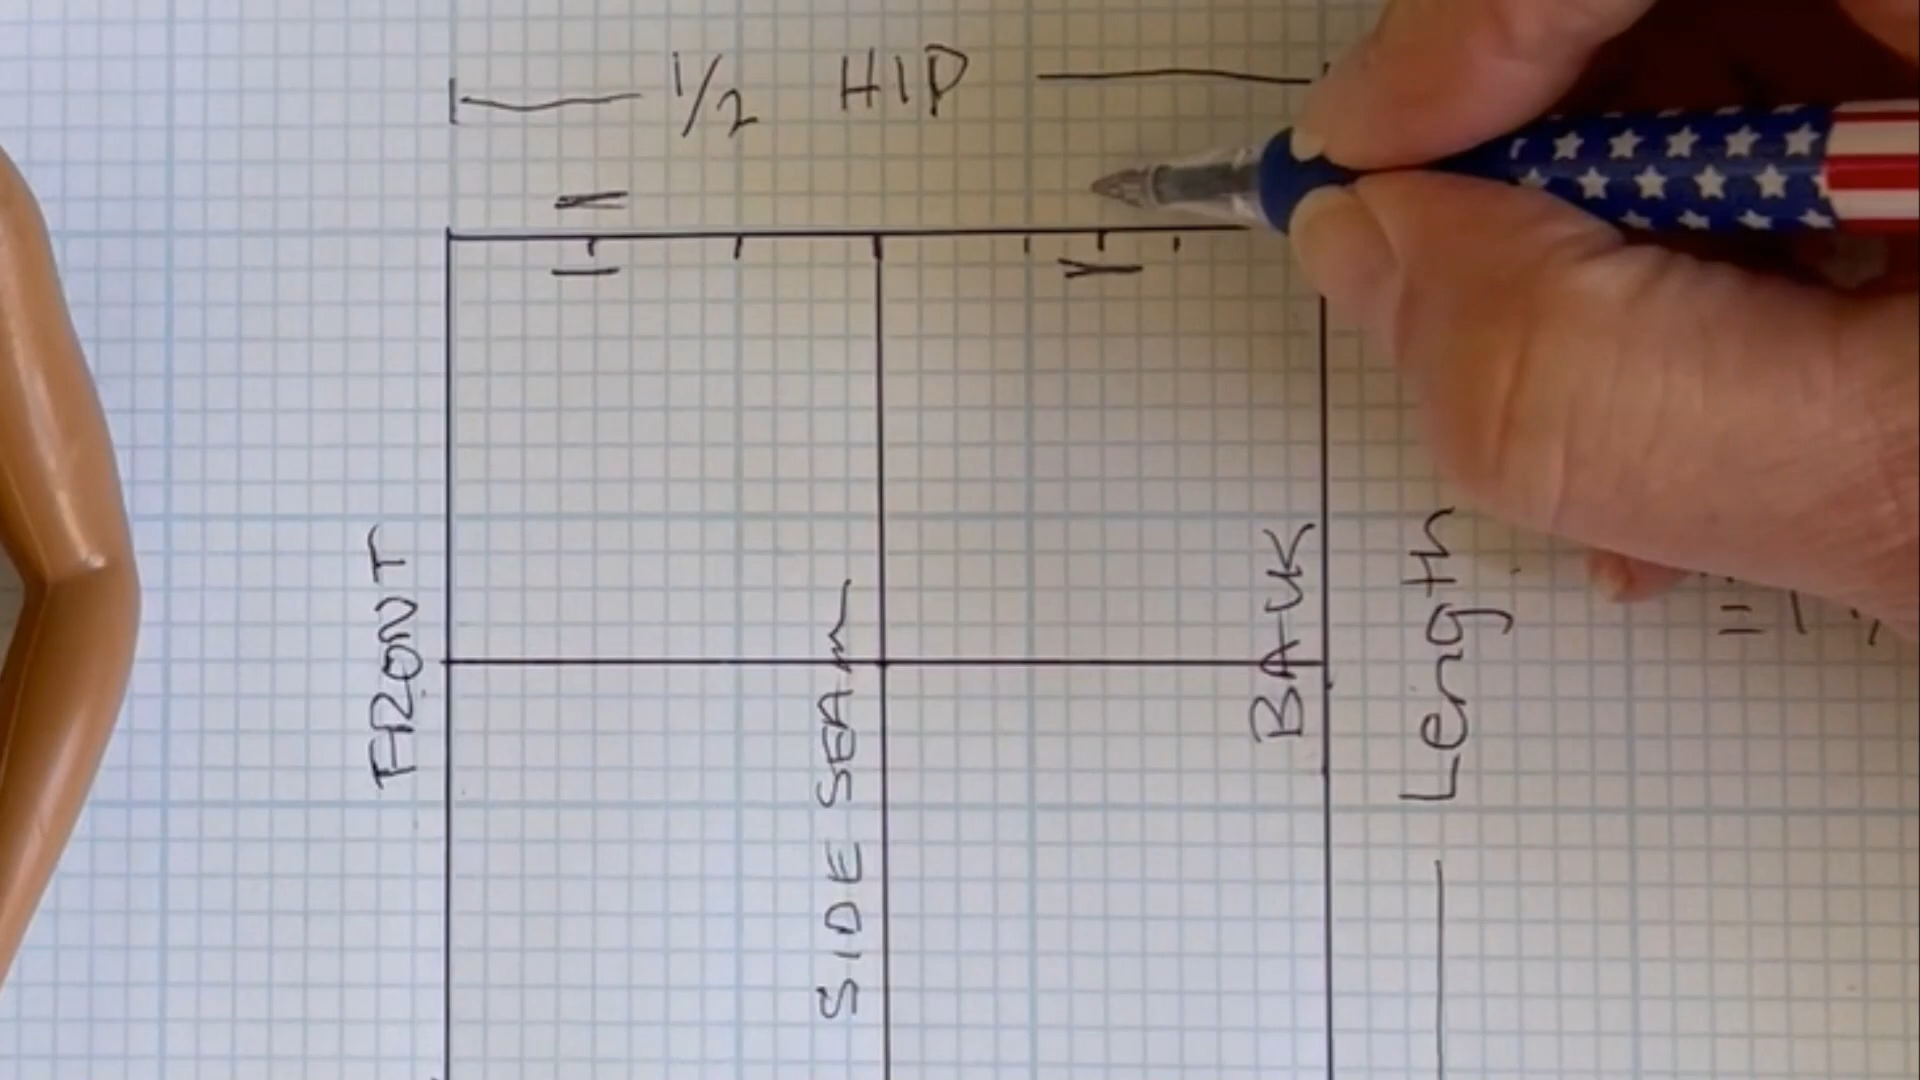 1/2 HIP
FRONT
SIDE SEAM
BACK
Length